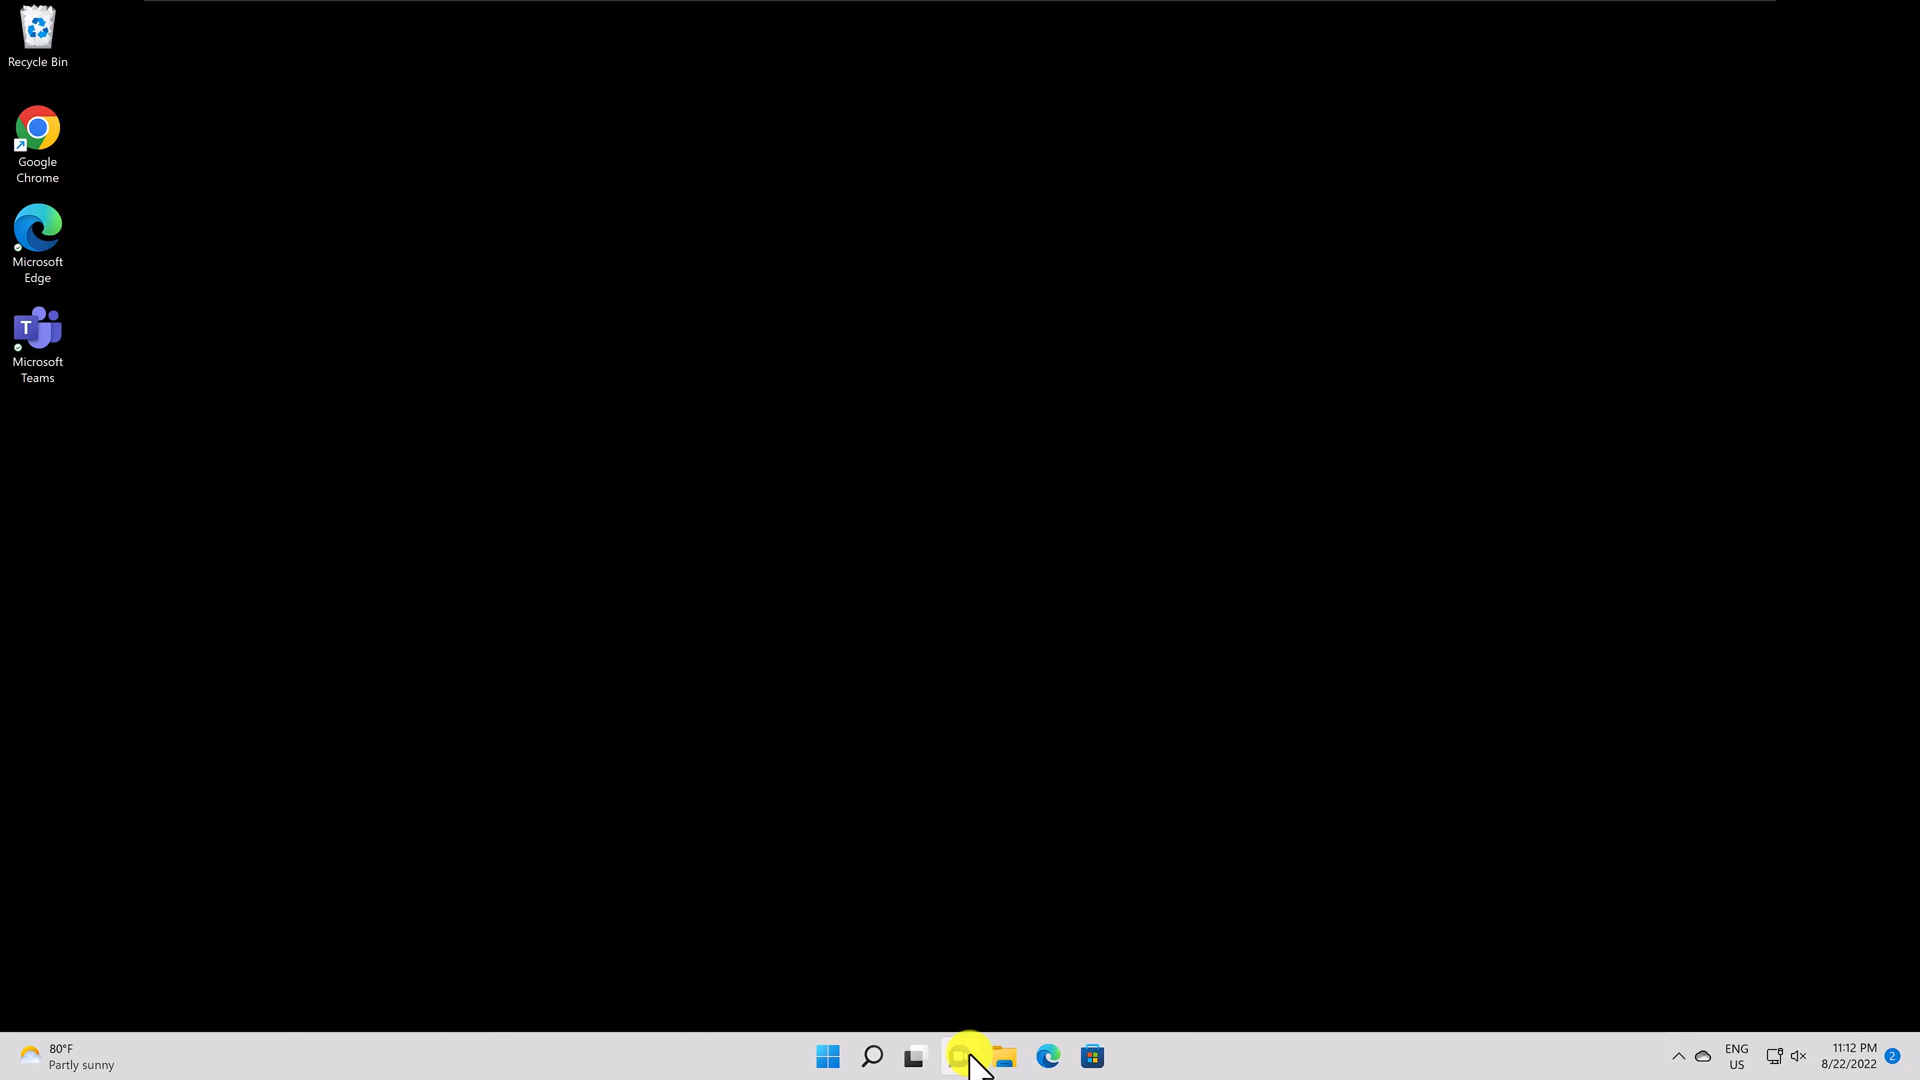 Recycle Bin
Google
Chrome
Microsoft
Edge
T
Microsoft
Teams
80°F
Partly sunny
ENG
US
11:12 PM
8/22/2022
2